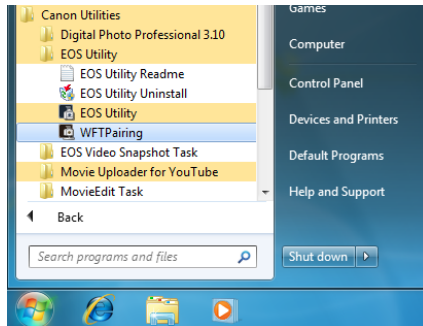 Canon Utilities
Digital Photo Professional 3.10
EOS Utility
EOS Utility Readme
EOS Utility Uninstall
EOS Utility
WFTPairing
EOS Video Snapshot Task
Movie Uploader for YouTube
MovieEdit Task
Back
Search programs and files
Games
Computer
Control Panel
Devices and Printers
Default Programs
Help and Support
Shut down